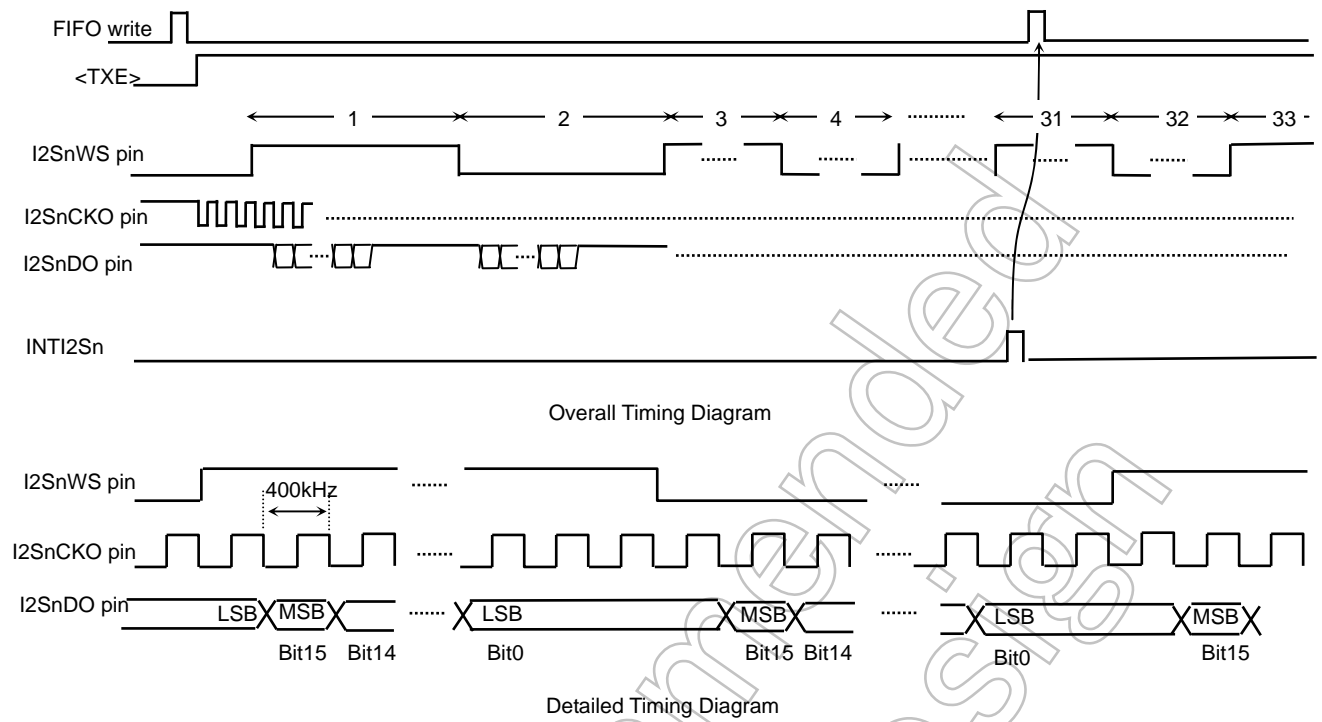 FIFO write
<TXE>
1 2 3 4 31 32 33
I2SnWS pin
I2SnCKO pin
I2SnDO pin
INTI2Sn
Overall Timing Diagram
I2SnWS pin
400kHz
I2SnCKO pin
I2SnDO pin
LSB MSB LSB MSB LSB MSB
Bit15 Bit14 Bit0 Bit15 Bit14 Bit0 Bit15
Detailed Timing Diagram